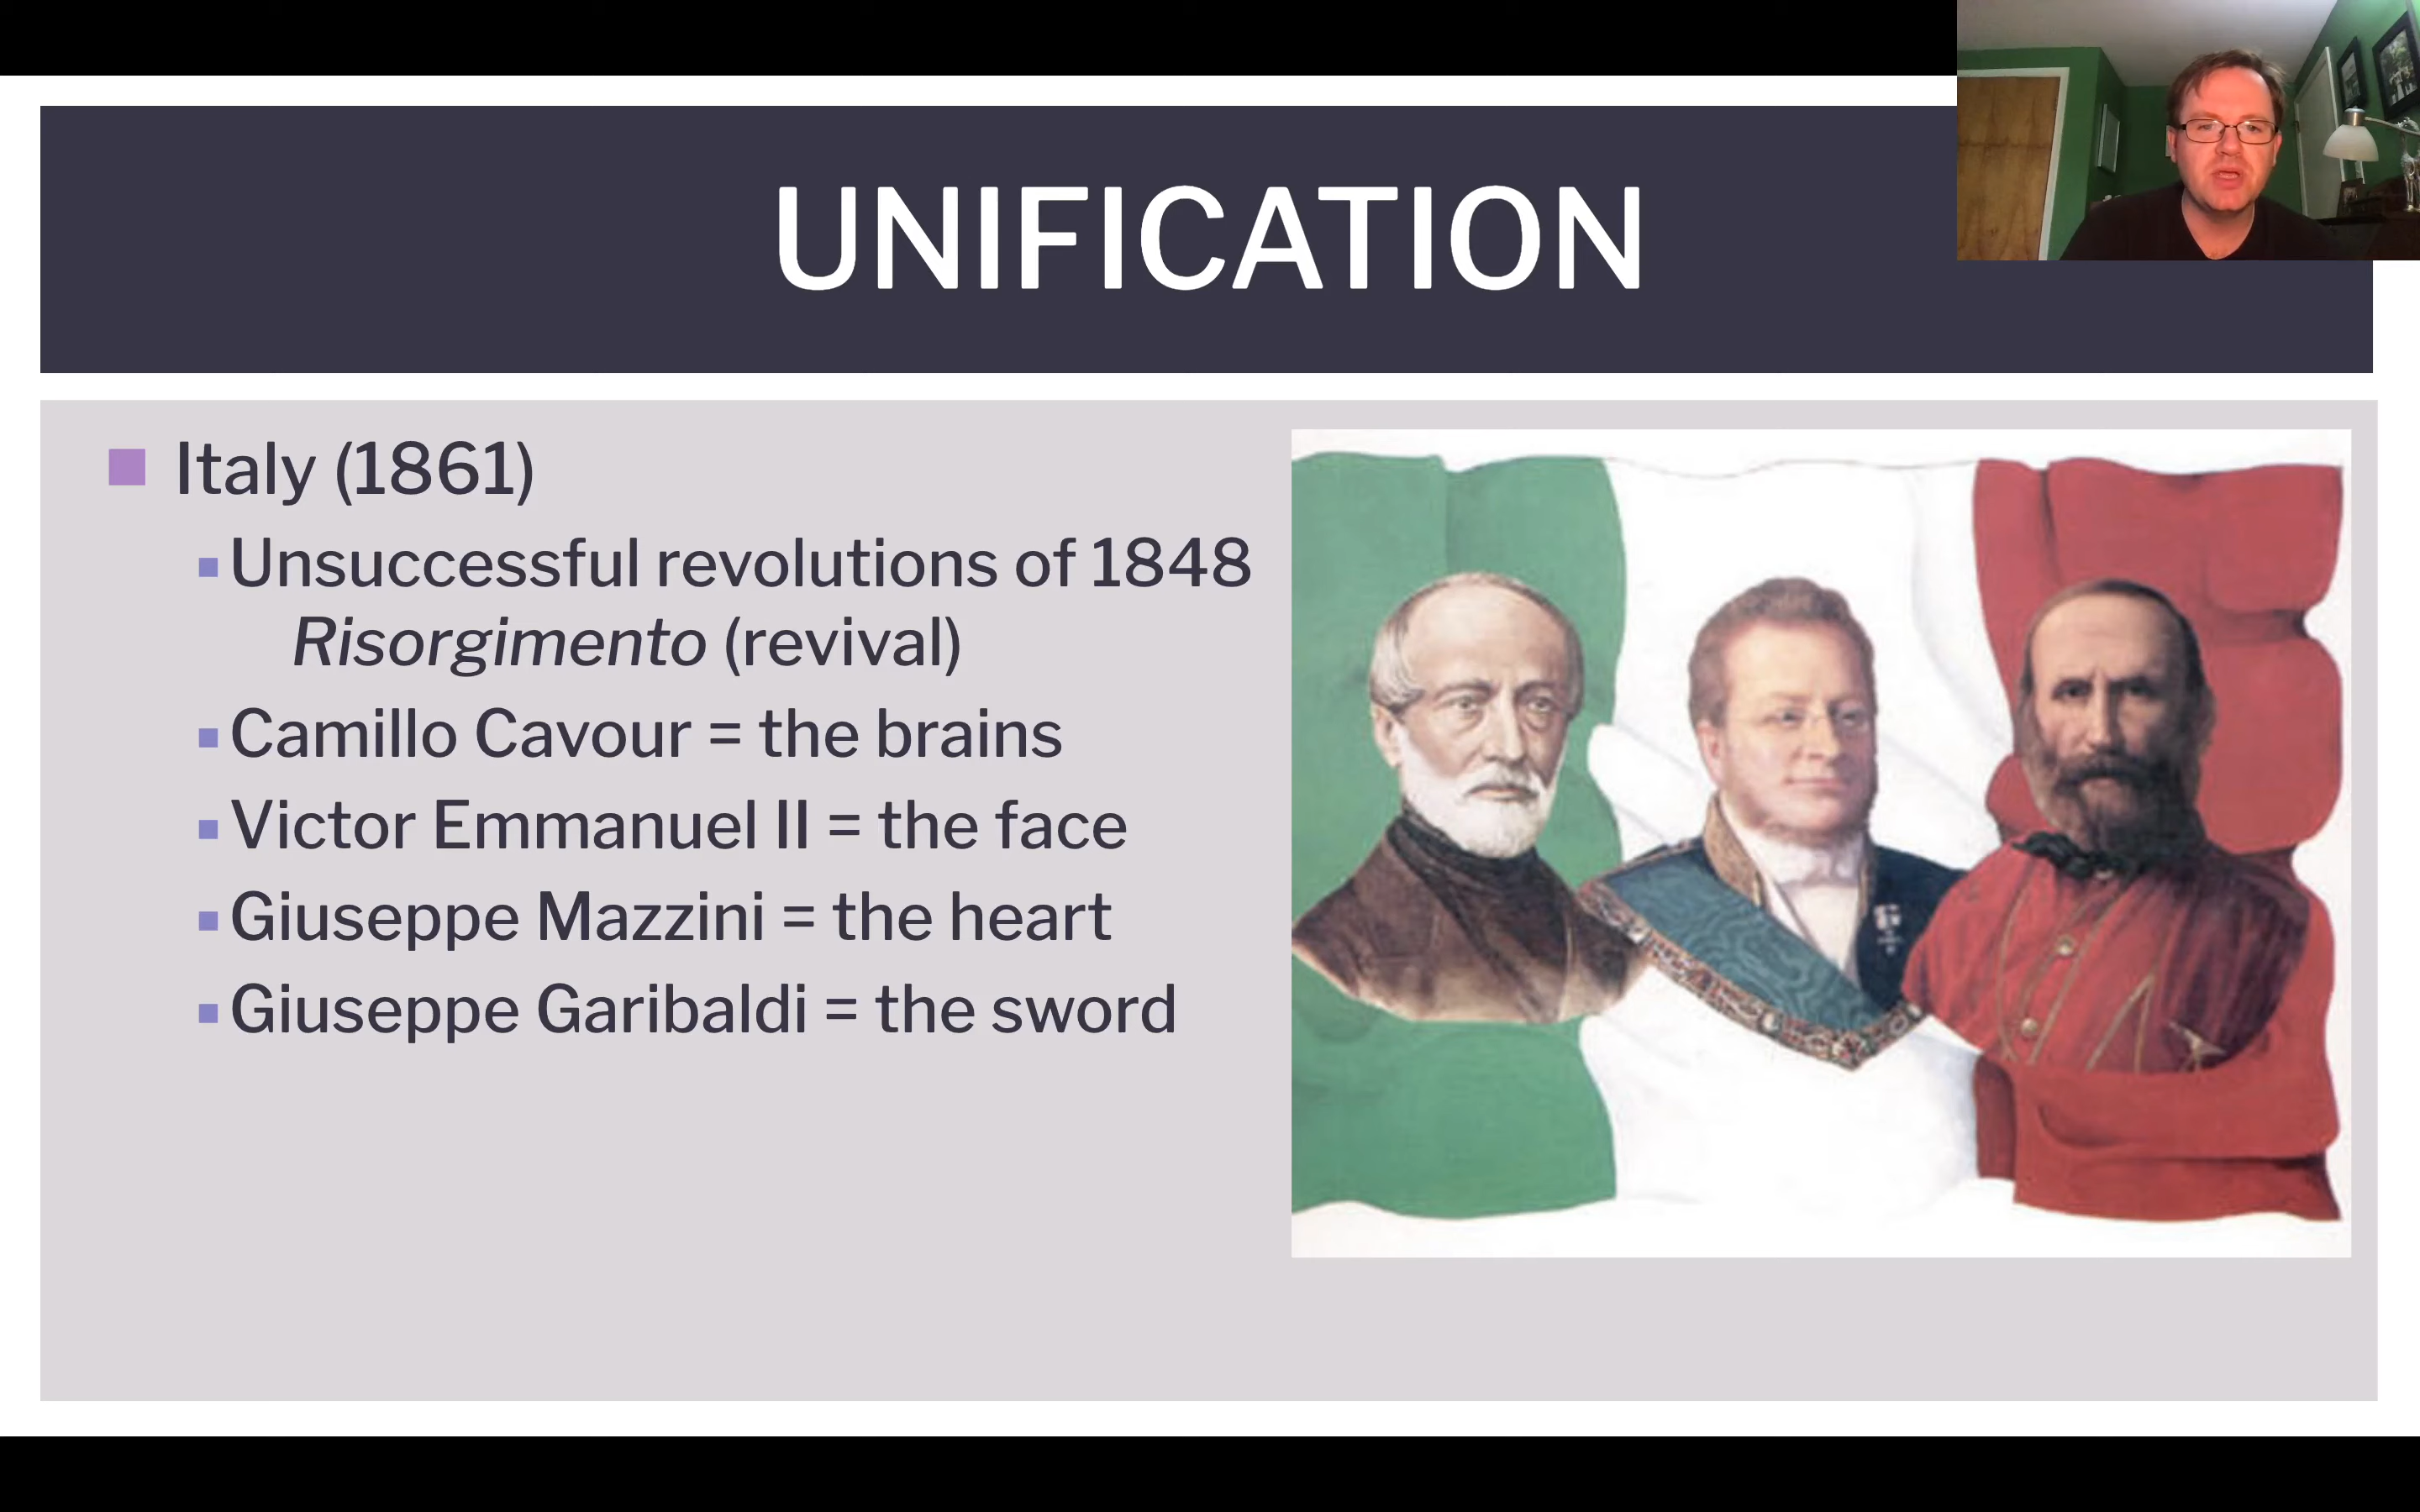 UNIFICATION
Italy (1861)
Unsuccessful revolutions of 1848
Risorgimento (revival)
Camillo Cavour = the brains
Victor Emmanuel II = the face
Giuseppe Mazzini = the heart
Giuseppe Garibaldi = the sword